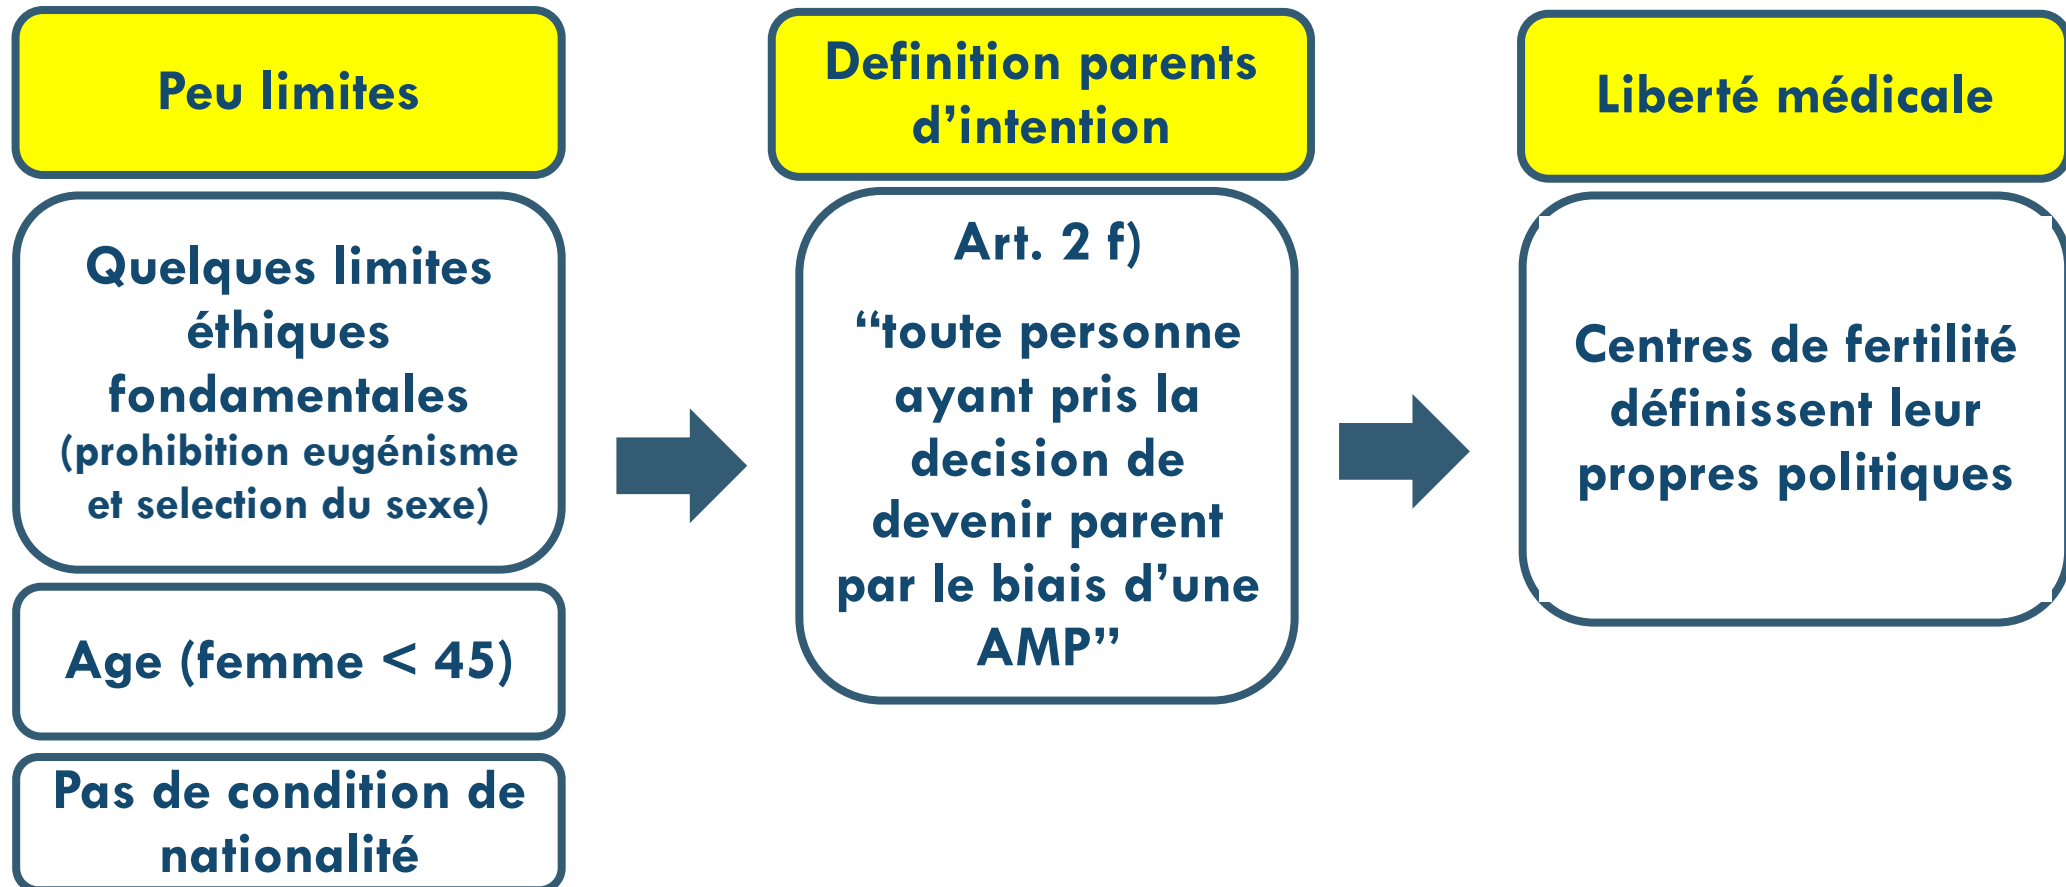 Peu limites
Quelques limites
éthiques
fondamentales
(prohibition eugénisme
et selection du sexe)
Age (femme < 45)
Pas de condition de
nationalité
Definition parents
d’intention
Art. 2 f)
“toute personne
ayant pris la
decision de
devenir parent
par le biais d’une
AMP”
Liberté médicale
Centres de fertilité
définissent leur
propres politiques